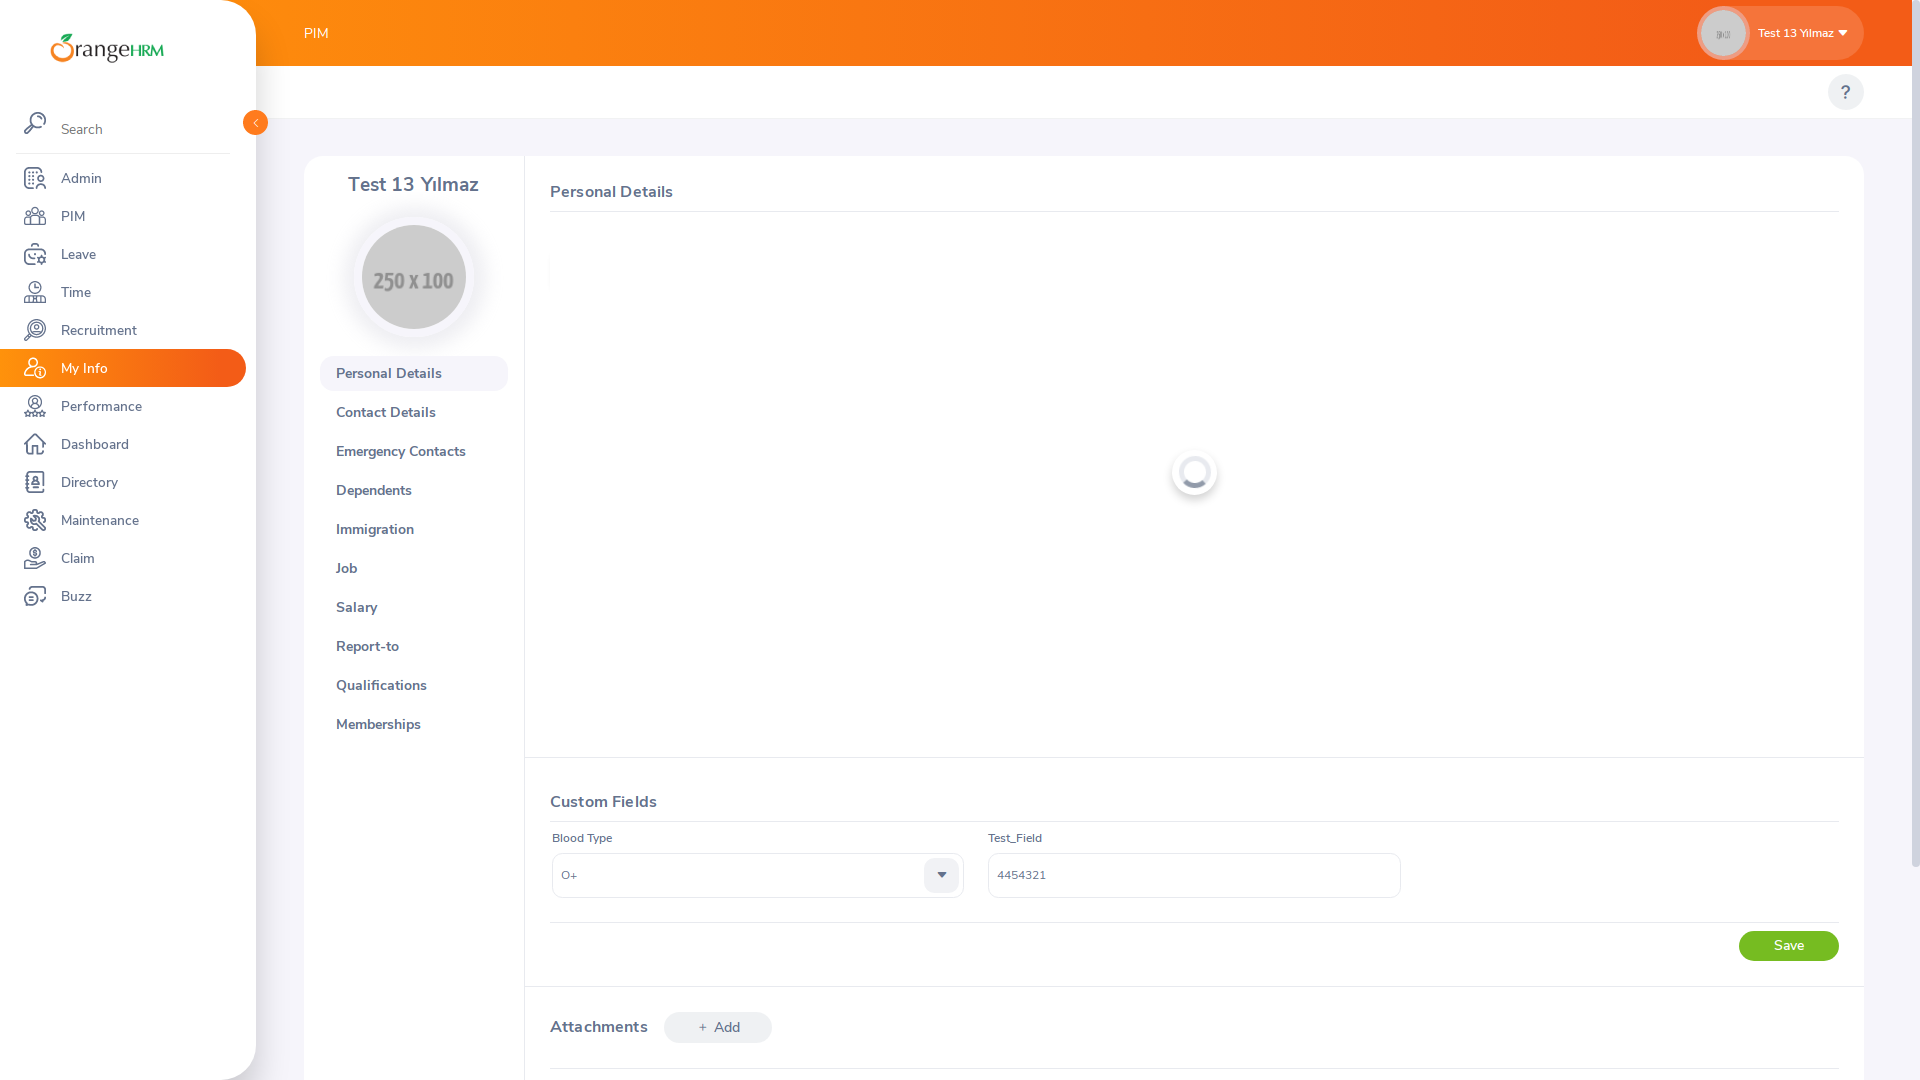 OrangeHRM
PIM
Test 13 Yılmaz
?
Search
Admin
PIM
Leave
Time
Recruitment
My Info
Performance
Dashboard
Directory
Maintenance
Claim
Buzz
Test 13 Yılmaz
250 x 100
Personal Details
Contact Details
Emergency Contacts
Dependents
Immigration
Job
Salary
Report-to
Qualifications
Memberships
Personal Details
Custom Fields
Blood Type
Test_Field
O+
4454321
Save
Attachments
+ Add